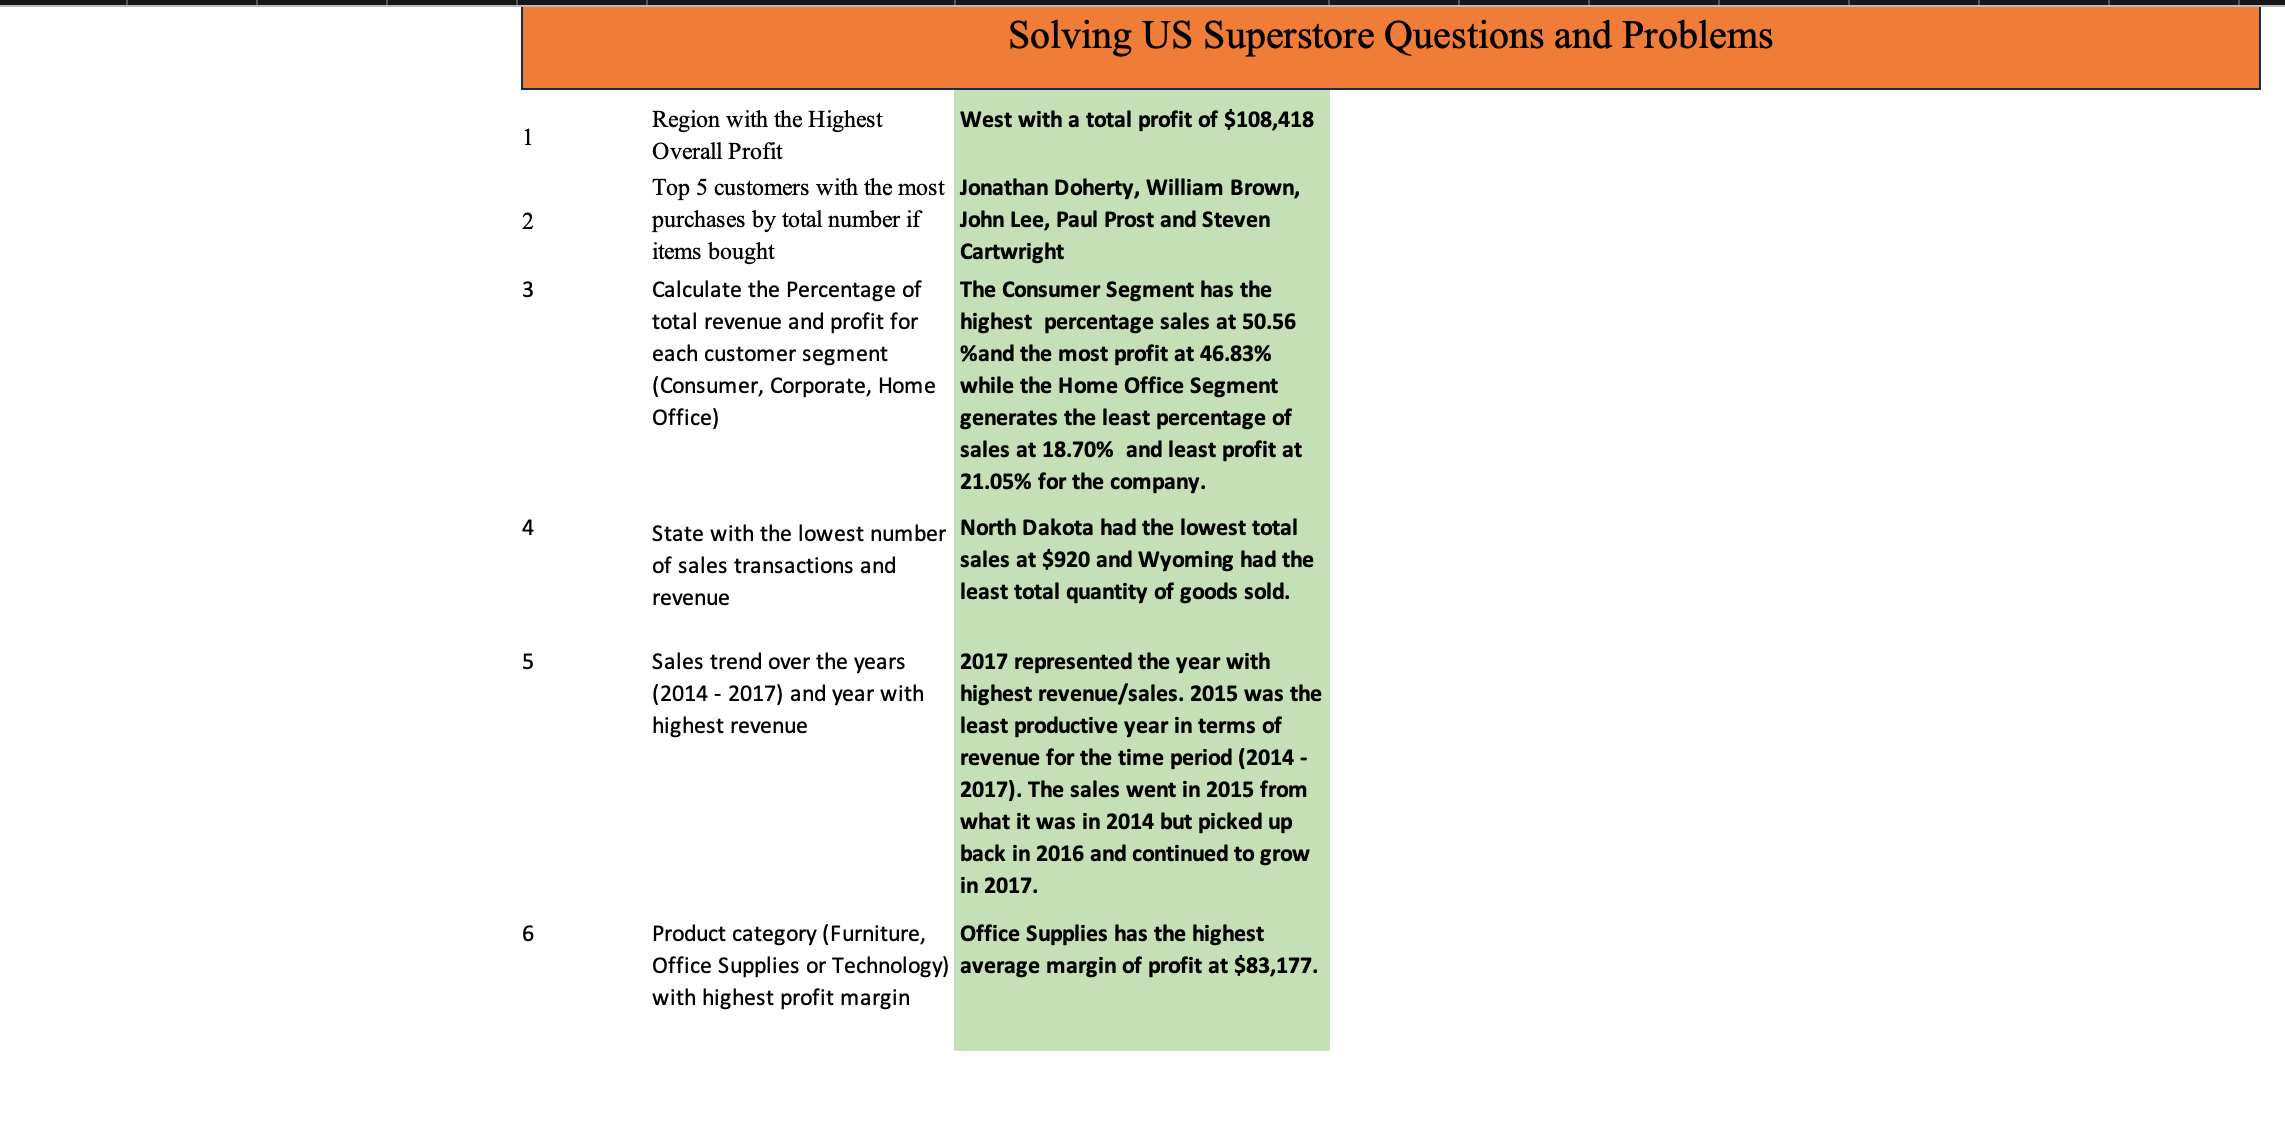 Solving US Superstore Questions and Problems
1
Region with the Highest
Overall Profit
West with a total profit of $108,418
2
Top 5 customers with the most
purchases by total number if
items bought
Jonathan Doherty, William Brown,
John Lee, Paul Prost and Steven
Cartwright
3
Calculate the Percentage of
total revenue and profit for
each customer segment
(Consumer, Corporate, Home
Office)
The Consumer Segment has the
highest  percentage sales at 50.56
%and the most profit at 46.83%
while the Home Office Segment
generates the least percentage of
sales at 18.70%  and least profit at
21.05% for the company.
4
State with the lowest number
of sales transactions and
revenue
North Dakota had the lowest total
sales at $920 and Wyoming had the
least total quantity of goods sold.
5
Sales trend over the years
(2014 - 2017) and year with
highest revenue
2017 represented the year with
highest revenue/sales. 2015 was the
least productive year in terms of
revenue for the time period (2014 -
2017). The sales went in 2015 from
what it was in 2014 but picked up
back in 2016 and continued to grow
in 2017.
6
Product category (Furniture,
Office Supplies or Technology)
with highest profit margin
Office Supplies has the highest
average margin of profit at $83,177.